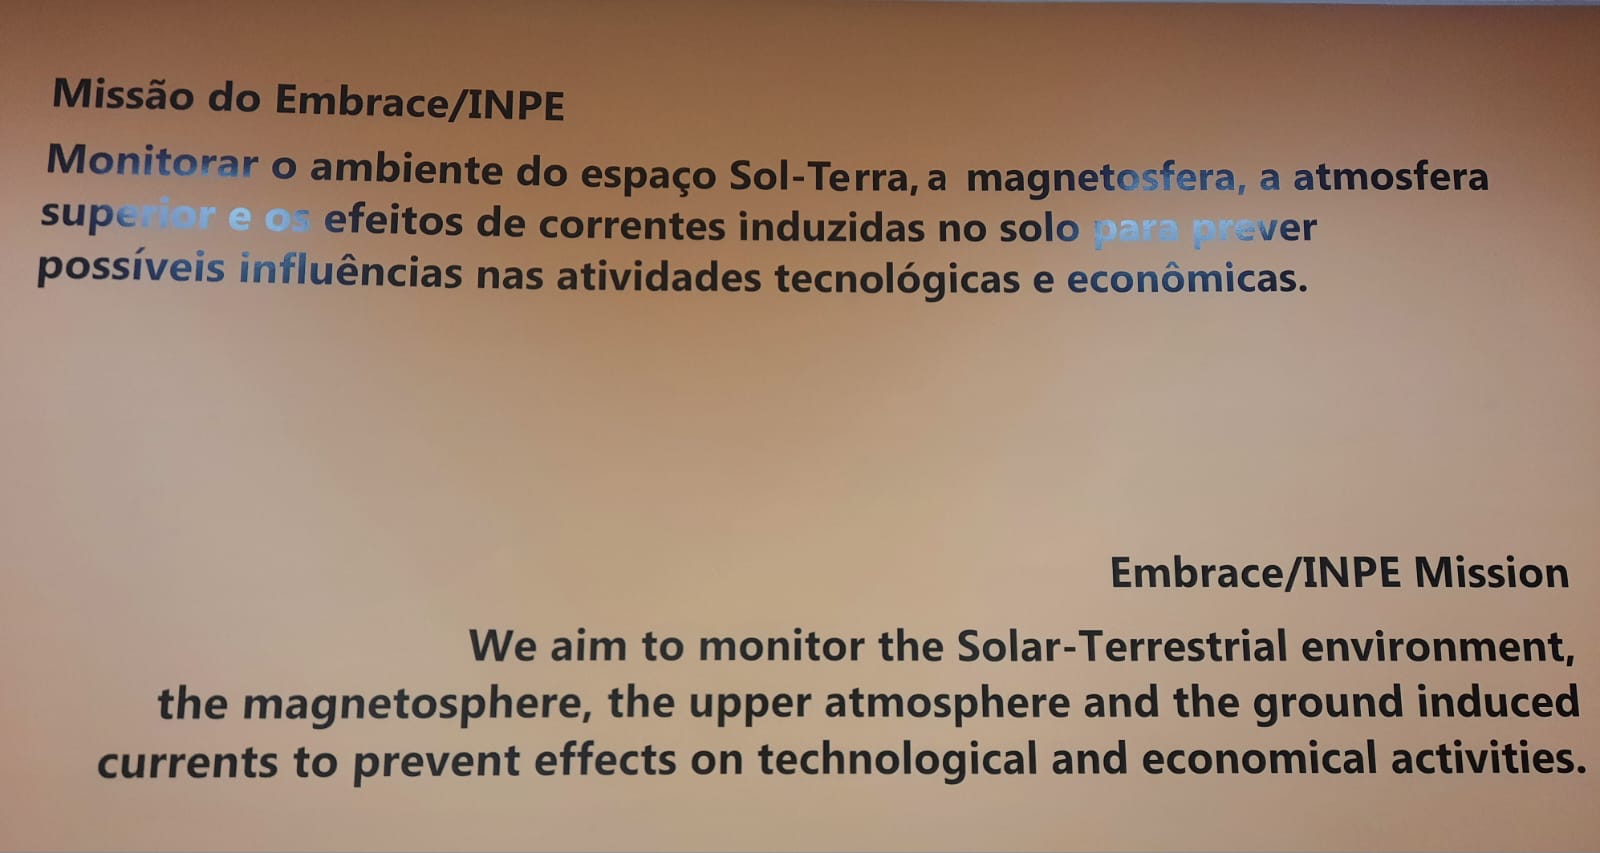 Missão do Embrace/INPE
Monitorar o ambiente do espaço Sol-Terra, a magnetosfera, a atmosfera
superior e os efeitos de correntes induzidas no solo para prever
possíveis influências nas atividades tecnológicas e econômicas.
Embrace/INPE Mission
We aim to monitor the Solar-Terrestrial environment,
the magnetosphere, the upper atmosphere and the ground induced
currents to prevent effects on technological and economical activities.